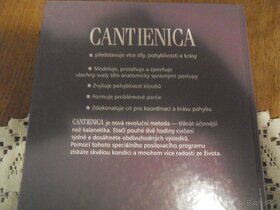 CANTIENICA
• představuje více síly, pohyblivosti a krásy
• Modeluje, protahuje a zpevňuje
všechny svaly těla anatomicky správnými postupy
• Zvyšuje pohyblivost kloubů
• Formuje problémové partie
• Zdokonaluje cit pro koordinaci a krásu pohybu
CANTIENICA je nová revoluční metoda — třikrát účinnější
než kalanetika. Stačí pouhé dvě hodiny cvičení
týdně a dosáhnete obdivuhodných výsledků.
Pomocí tohoto speciálního posilovacího programu
získáte skvělou kondici a mnohem více radosti ze života.